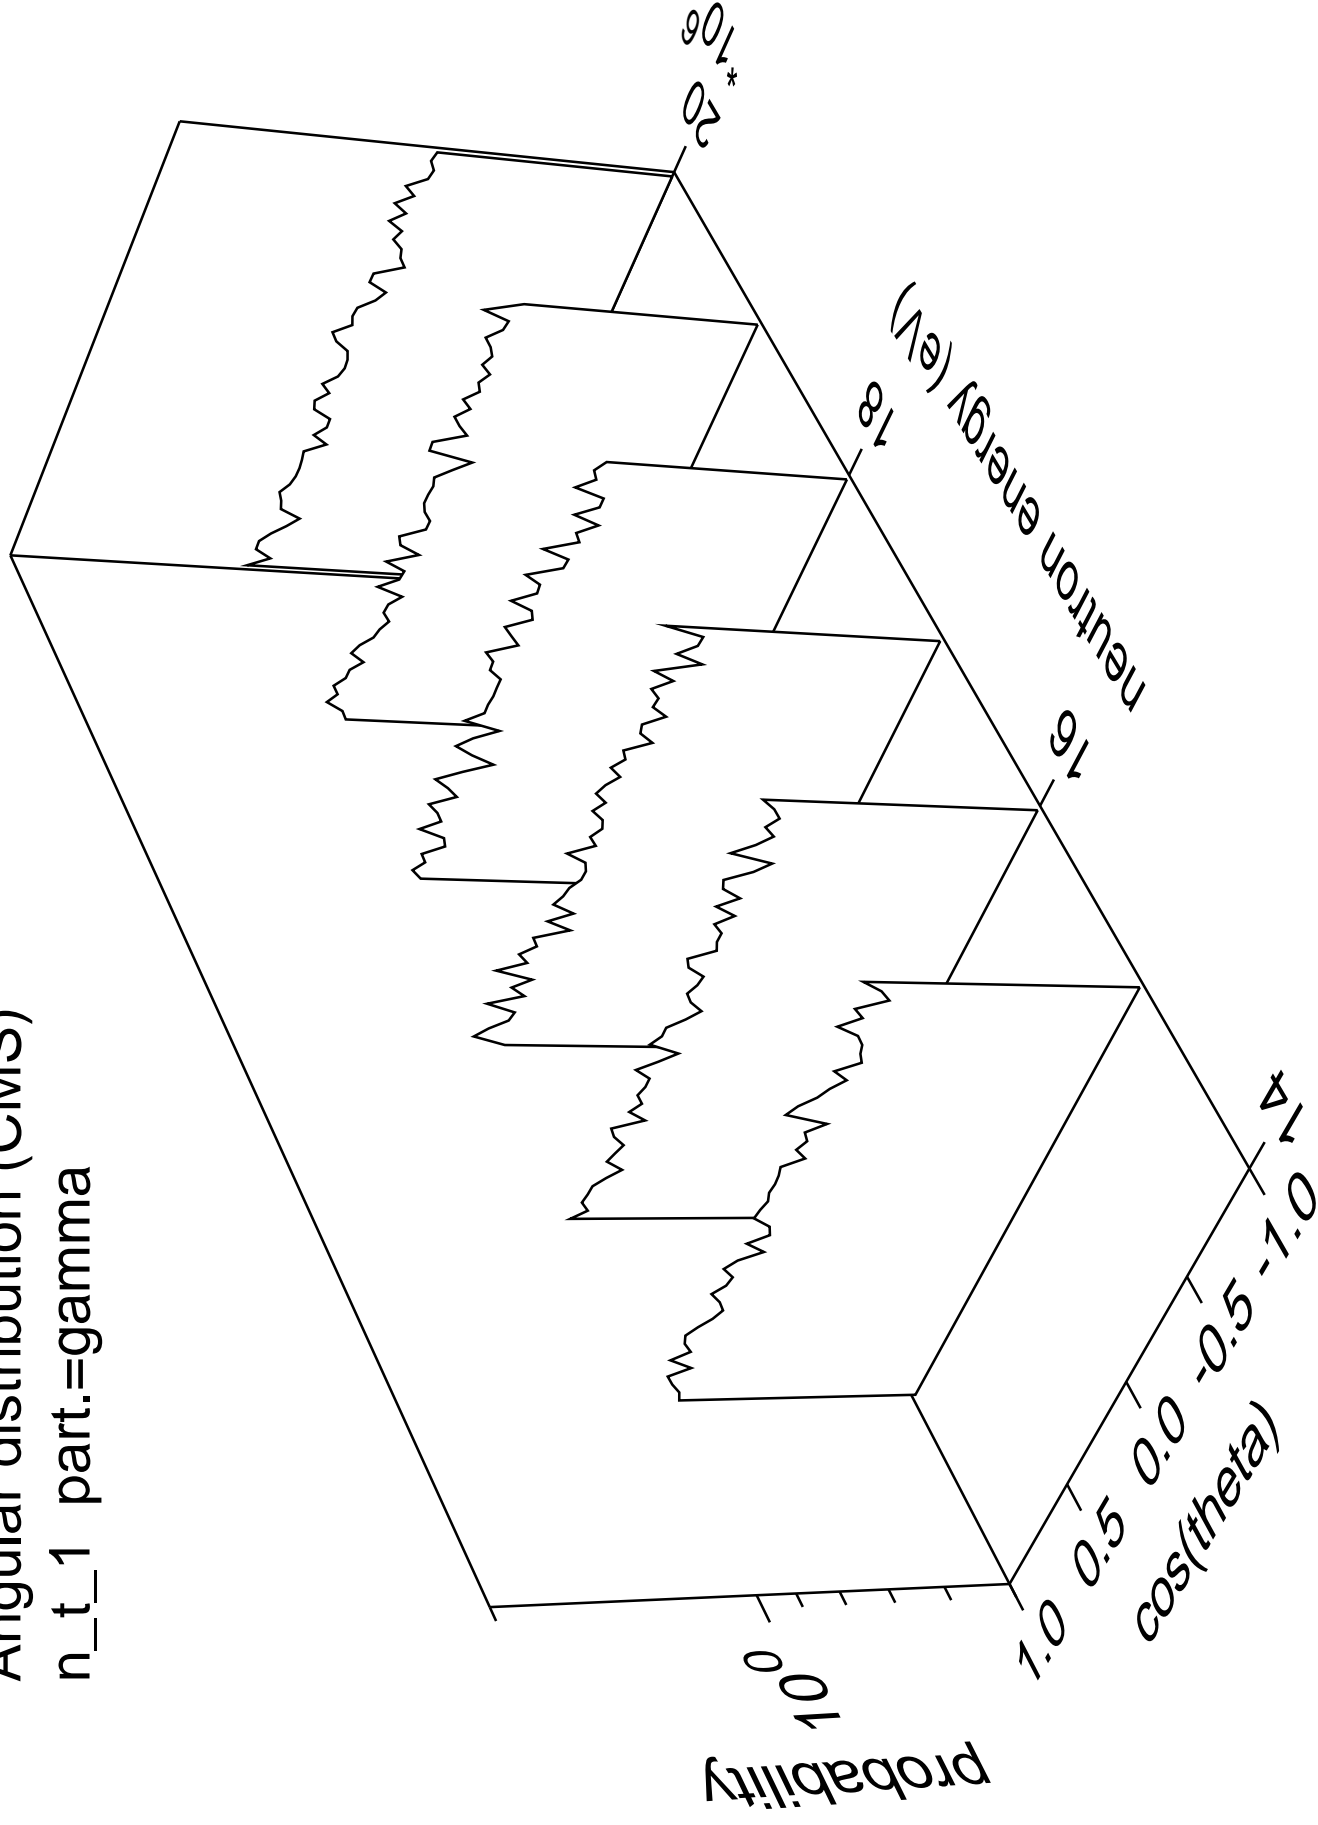 Angular distribution (CMS)
n_t_1 part.=gamma
probability
10^0
1.0
0.5
0.0
-0.5
-1.0
cos(theta)
14
16
18
20
* 10^6
neutron energy (eV)